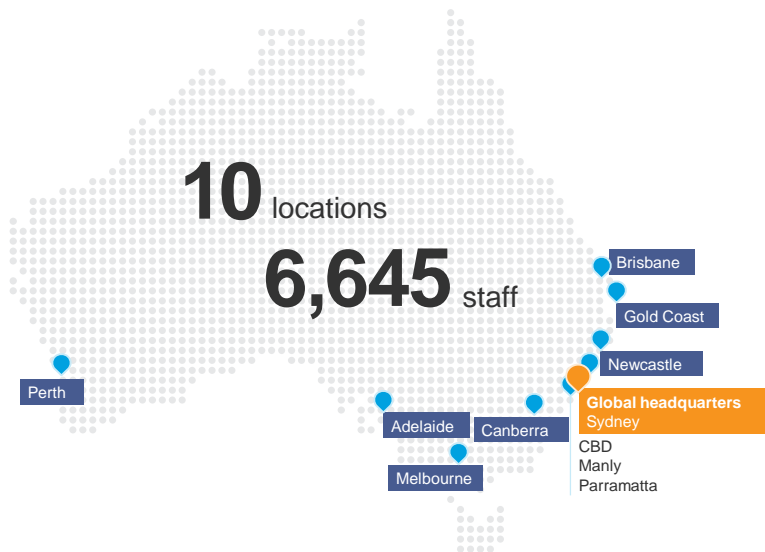 10 locations
6,645 staff
Brisbane
Gold Coast
Newcastle
Perth
Global headquarters
Sydney
Adelaide
Canberra
CBD
Manly
Parramatta
Melbourne